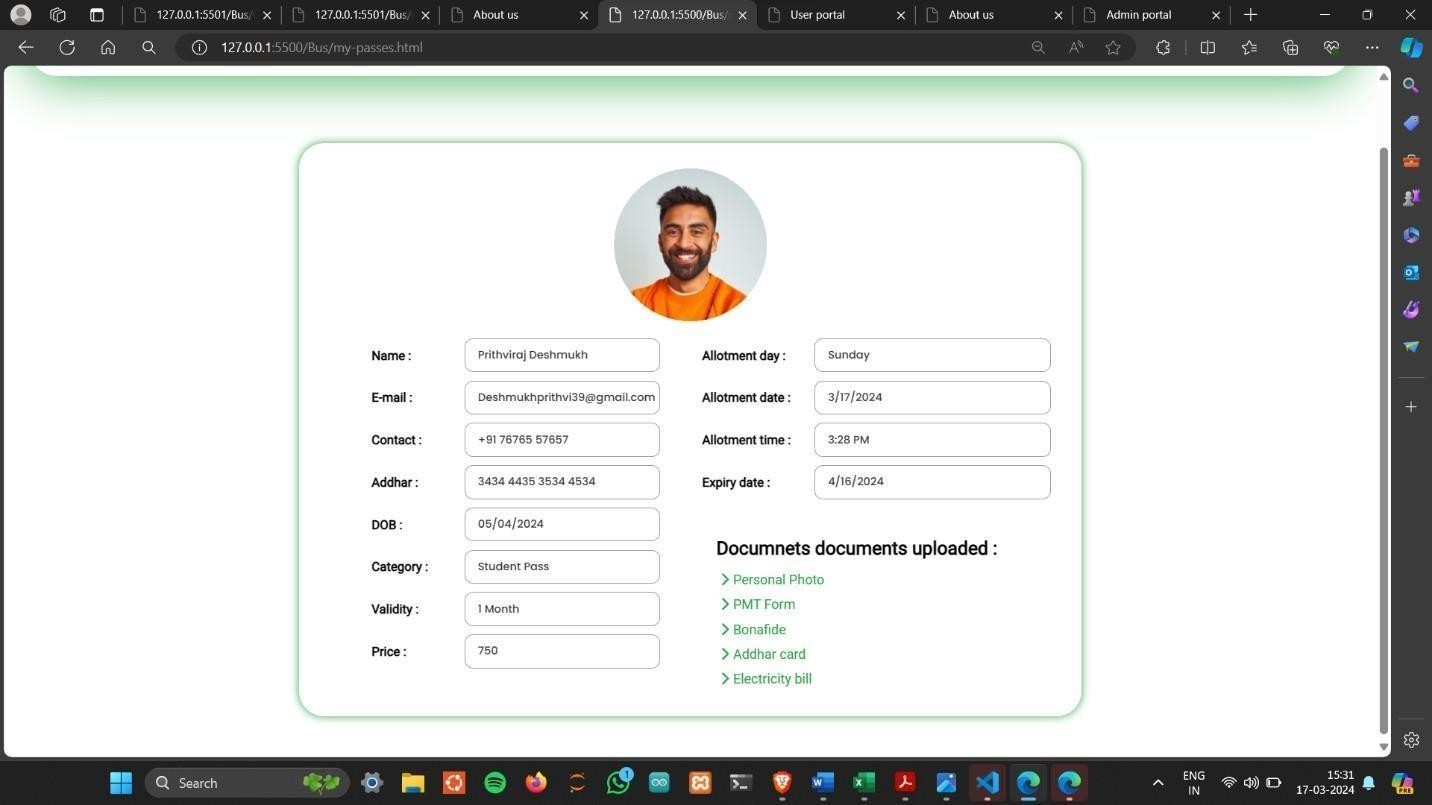 127.0.0.1:5501/Bus/
127.0.0.1:5501/Bus/
About us
127.0.0.1:5500/Bus/
User portal
About us
Admin portal
127.0.0.1:5500/Bus/my-passes.html
Name :
Prithviraj Deshmukh
E-mail :
Deshmukhprithvi39@gmail.com
Contact :
+91 76765 57657
Addhar :
3434 4435 3534 4534
DOB :
05/04/2024
Category :
Student Pass
Validity :
1 Month
Price :
750
Allotment day :
Sunday
Allotment date :
3/17/2024
Allotment time :
3:28 PM
Expiry date :
4/16/2024
Documnets documents uploaded :
Personal Photo
PMT Form
Bonafide
Addhar card
Electricity bill
Search
1
ENG
IN
15:31
17-03-2024
PRE